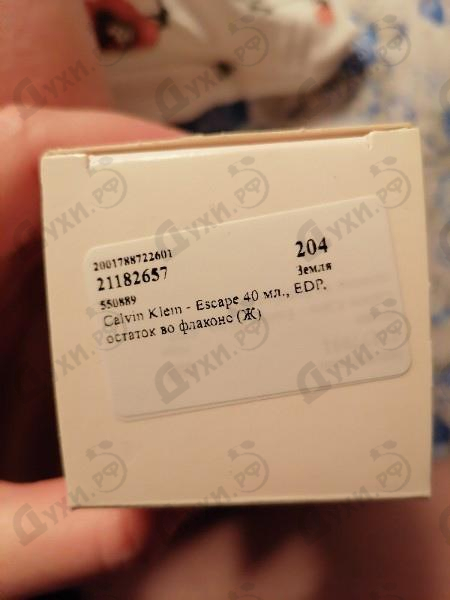 2001788722601
21182657
204
Земля
550889
Calvin Klein - Escape 40 мл., EDP.
остаток во флаконе (Ж)